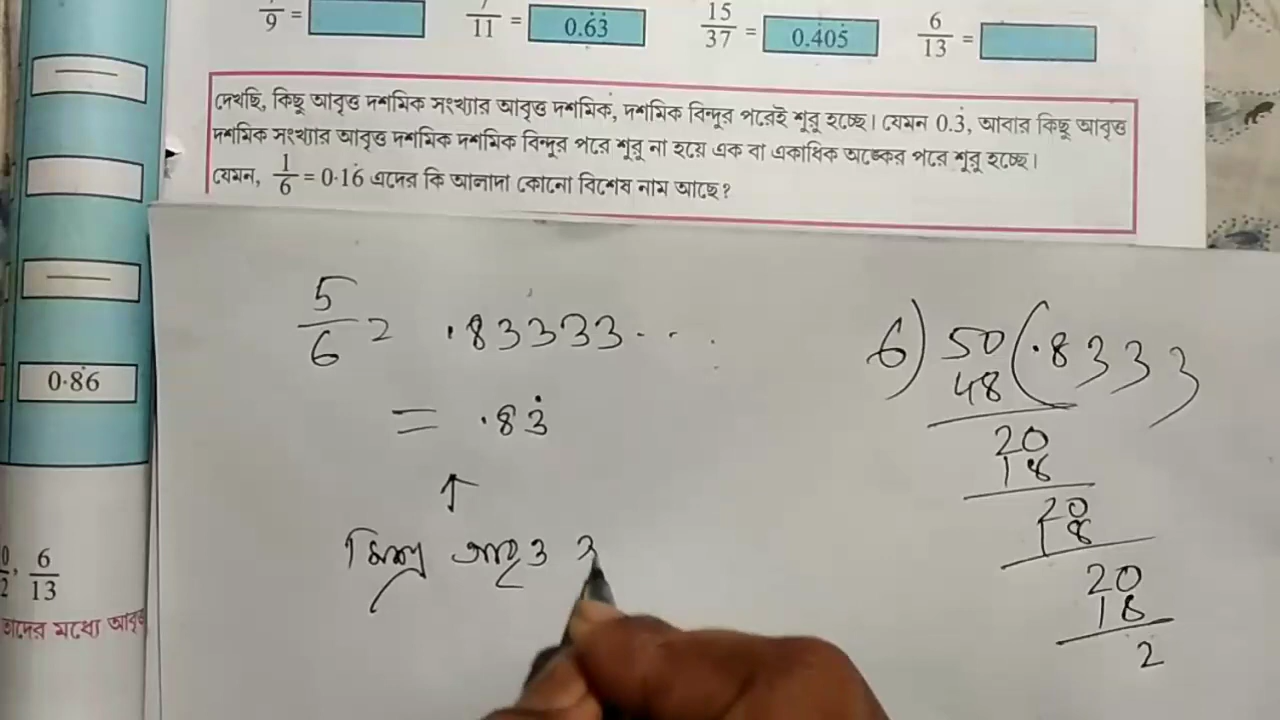 9 =
11 = 0.6̇3̇
15/37 = 0.4̇05̇
6/13 =
দেখছি, কিছু আবৃত্ত দশমিক সংখ্যার আবৃত্ত দশমিক, দশমিক বিন্দুর পরেই শুরু হচ্ছে। যেমন 0.3̇, আবার কিছু আবৃত্ত
দশমিক সংখ্যার আবৃত্ত দশমিক দশমিক বিন্দুর পরে শুরু না হয়ে এক বা একাধিক অঙ্কের পরে শুরু হচ্ছে।
যেমন, 1/6 = 0·16̇ এদের কি আলাদা কোনো বিশেষ নাম আছে?
0·86̇
6/13
তাদের মধ্যে আবৃত্ত
5/6 = .83333...
= .83̇
↑
মিশ্র আবৃত্ত
6) 50 (.8333
48
20
18
20
18
20
18
2